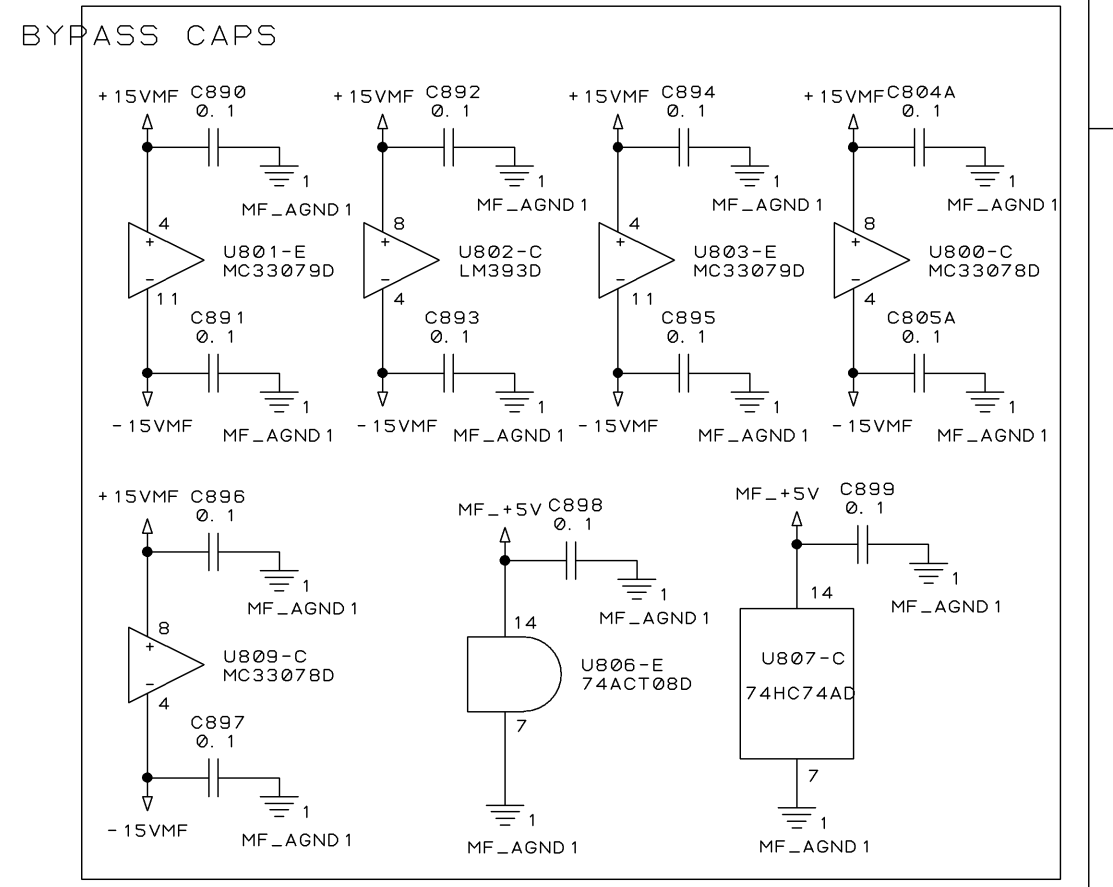 BYPASS CAPS
+15VMF C890
0.1
1
MF_AGND1
4
+
-
U801-E
MC33079D
11
C891
0.1
1
-15VMF
MF_AGND1
+15VMF C892
0.1
1
MF_AGND1
8
+
-
U802-C
LM393D
4
C893
0.1
1
-15VMF
MF_AGND1
+15VMF C894
0.1
1
MF_AGND1
4
+
-
U803-E
MC33079D
11
C895
0.1
1
-15VMF
MF_AGND1
+15VMF C804A
0.1
1
MF_AGND1
8
+
-
U800-C
MC33078D
4
C805A
0.1
1
-15VMF
MF_AGND1
+15VMF C896
0.1
1
MF_AGND1
8
+
-
U809-C
MC33078D
4
C897
0.1
1
-15VMF
MF_AGND1
MF_+5V C898
0.1
1
MF_AGND1
14
U806-E
74ACT08D
7
1
MF_AGND1
MF_+5V C899
0.1
1
MF_AGND1
14
U807-C
74HC74AD
7
1
MF_AGND1